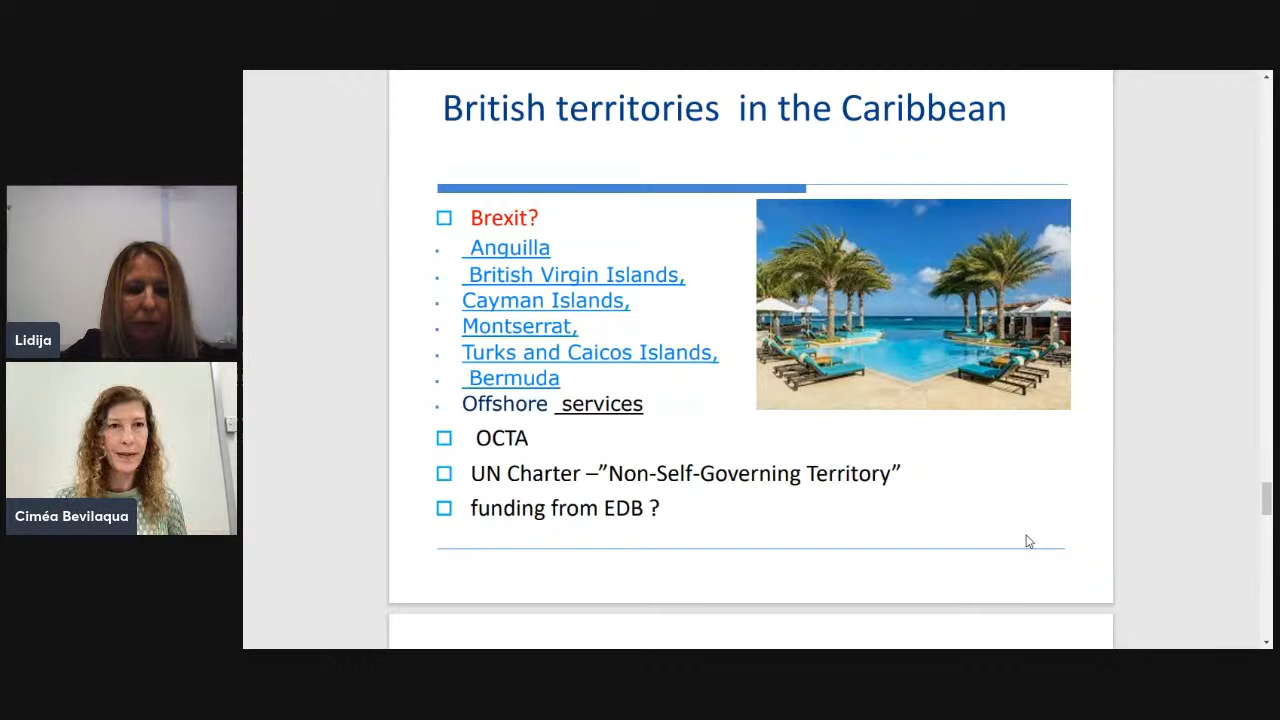 British territories in the Caribbean
Brexit?
Anguilla
British Virgin Islands,
Cayman Islands,
Montserrat,
Turks and Caicos Islands,
Bermuda
Offshore services
OCTA
UN Charter –”Non-Self-Governing Territory”
funding from EDB ?
Lidija
Ciméa Bevilaqua